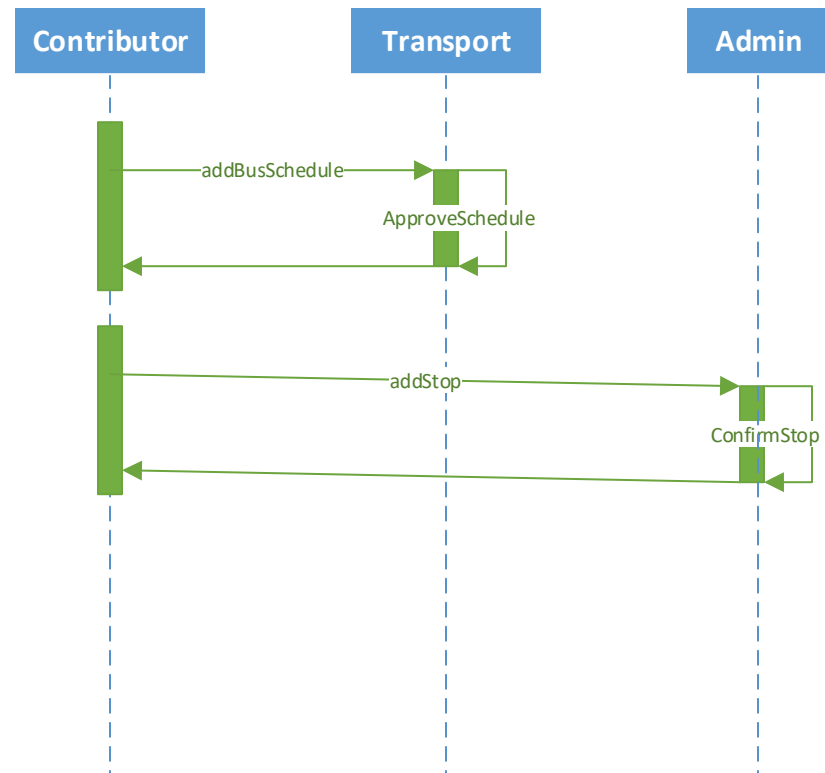 Contributor
Transport
Admin
addBusSchedule
ApproveSchedule
addStop
ConfirmStop